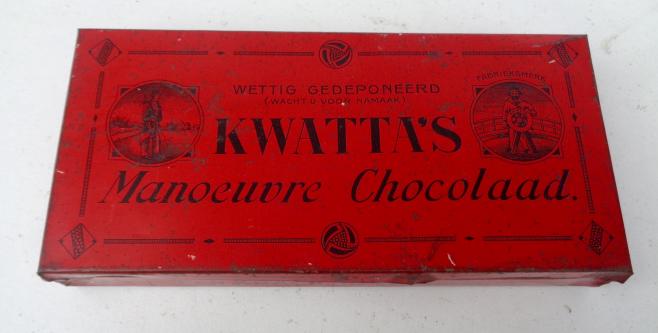 WETTIG GEDEPONEERD
(WACHT U VOOR NAMAAK)
FABRIEKSMERK
KWATTA'S
Manoeuvre Chocolaad.